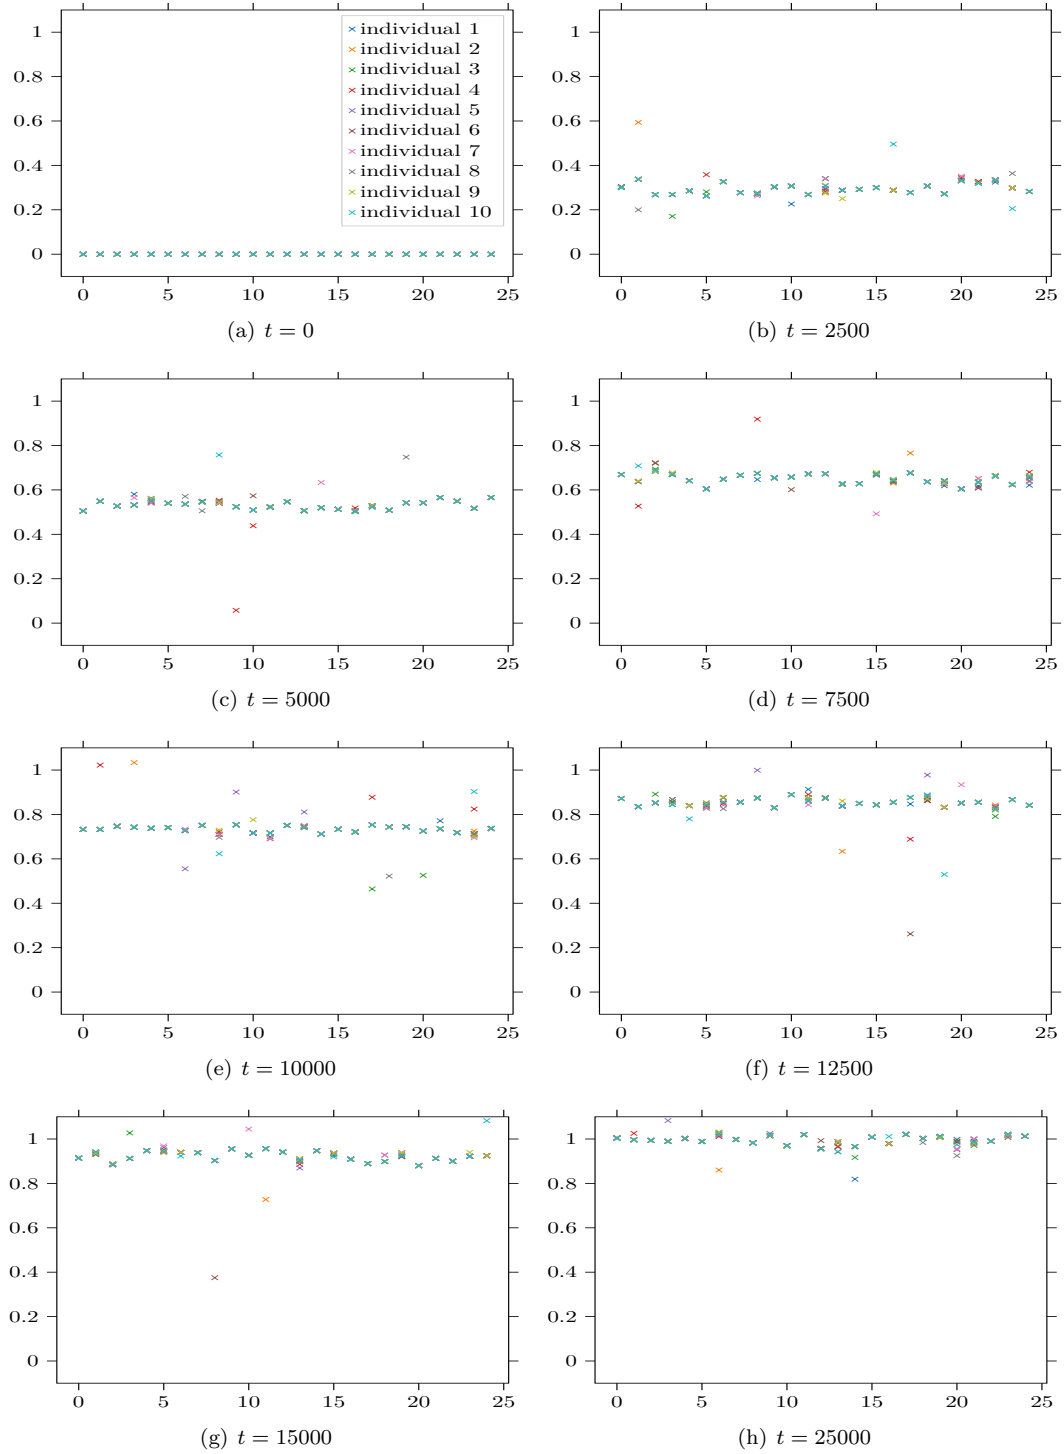 1
0.8
0.6
0.4
0.2
0
0 5 10 15 20 25
individual 1
individual 2
individual 3
individual 4
individual 5
individual 6
individual 7
individual 8
individual 9
individual 10
(a) t = 0
1
0.8
0.6
0.4
0.2
0
0 5 10 15 20 25
(b) t = 2500
1
0.8
0.6
0.4
0.2
0
0 5 10 15 20 25
(c) t = 5000
1
0.8
0.6
0.4
0.2
0
0 5 10 15 20 25
(d) t = 7500
1
0.8
0.6
0.4
0.2
0
0 5 10 15 20 25
(e) t = 10000
1
0.8
0.6
0.4
0.2
0
0 5 10 15 20 25
(f) t = 12500
1
0.8
0.6
0.4
0.2
0
0 5 10 15 20 25
(g) t = 15000
1
0.8
0.6
0.4
0.2
0
0 5 10 15 20 25
(h) t = 25000